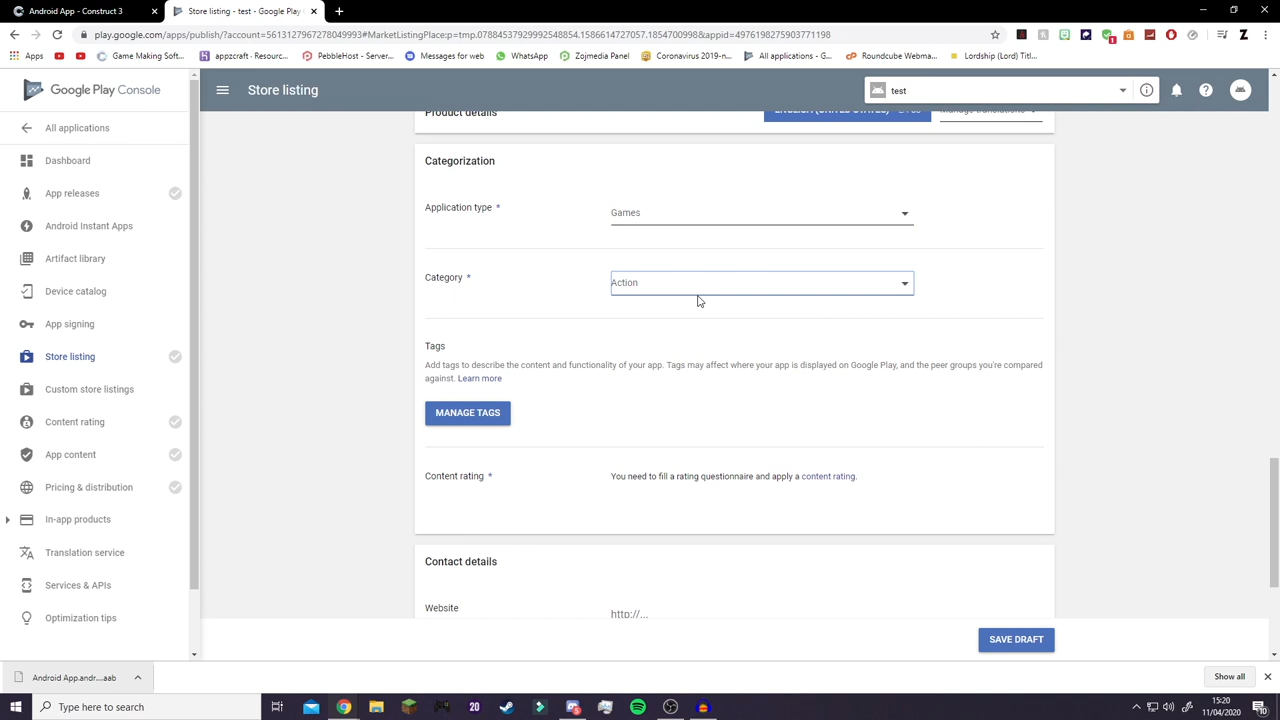 Android App - Construct 3
Store listing - test - Google Play C
play.google.com/apps/publish/?account=5613127967278049993#MarketListingPlace:p=tmp.07884537929992548854.1586614727057.1854700998&appid=4976198275903771198
Apps
Game Making Soft...
appzcraft - Resourc...
PebbleHost - Server...
Messages for web
WhatsApp
Zojmedia Panel
Coronavirus 2019-n...
All applications - G...
Roundcube Webma...
Lordship (Lord) Titl...
Google Play Console
Store listing
test
All applications
Dashboard
App releases
Android Instant Apps
Artifact library
Device catalog
App signing
Store listing
Custom store listings
Content rating
App content
Pricing & distribution
In-app products
Translation service
Services & APIs
Optimization tips
Product details
Manage translations
Categorization
Application type *
Games
Category *
Action
Tags
Add tags to describe the content and functionality of your app. Tags may affect where your app is displayed on Google Play, and the peer groups you're compared
against. Learn more
MANAGE TAGS
Content rating *
You need to fill a rating questionnaire and apply a content rating.
Contact details
Website
http://...
SAVE DRAFT
Android App.andr....aab
Show all
Type here to search
15:20
11/04/2020